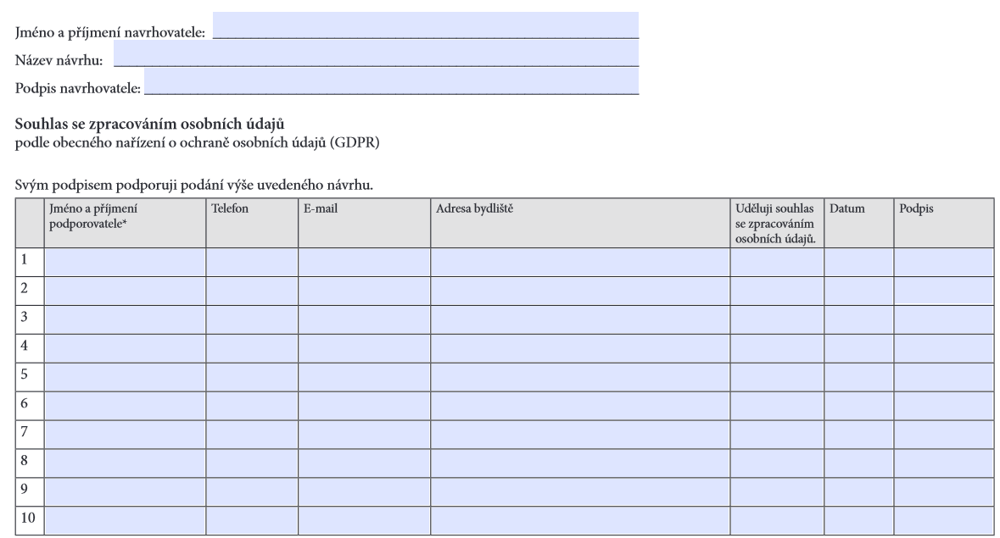 Jméno a příjmení navrhovatele:
Název návrhu:
Podpis navrhovatele:
Souhlas se zpracováním osobních údajů
podle obecného nařízení o ochraně osobních údajů (GDPR)
Svým podpisem podporuji podání výše uvedeného návrhu.
Jméno a příjmení
podporovatele*
Telefon
E-mail
Adresa bydliště
Uděluji souhlas
se zpracováním
osobních údajů.
Datum
Podpis
1
2
3
4
5
6
7
8
9
10